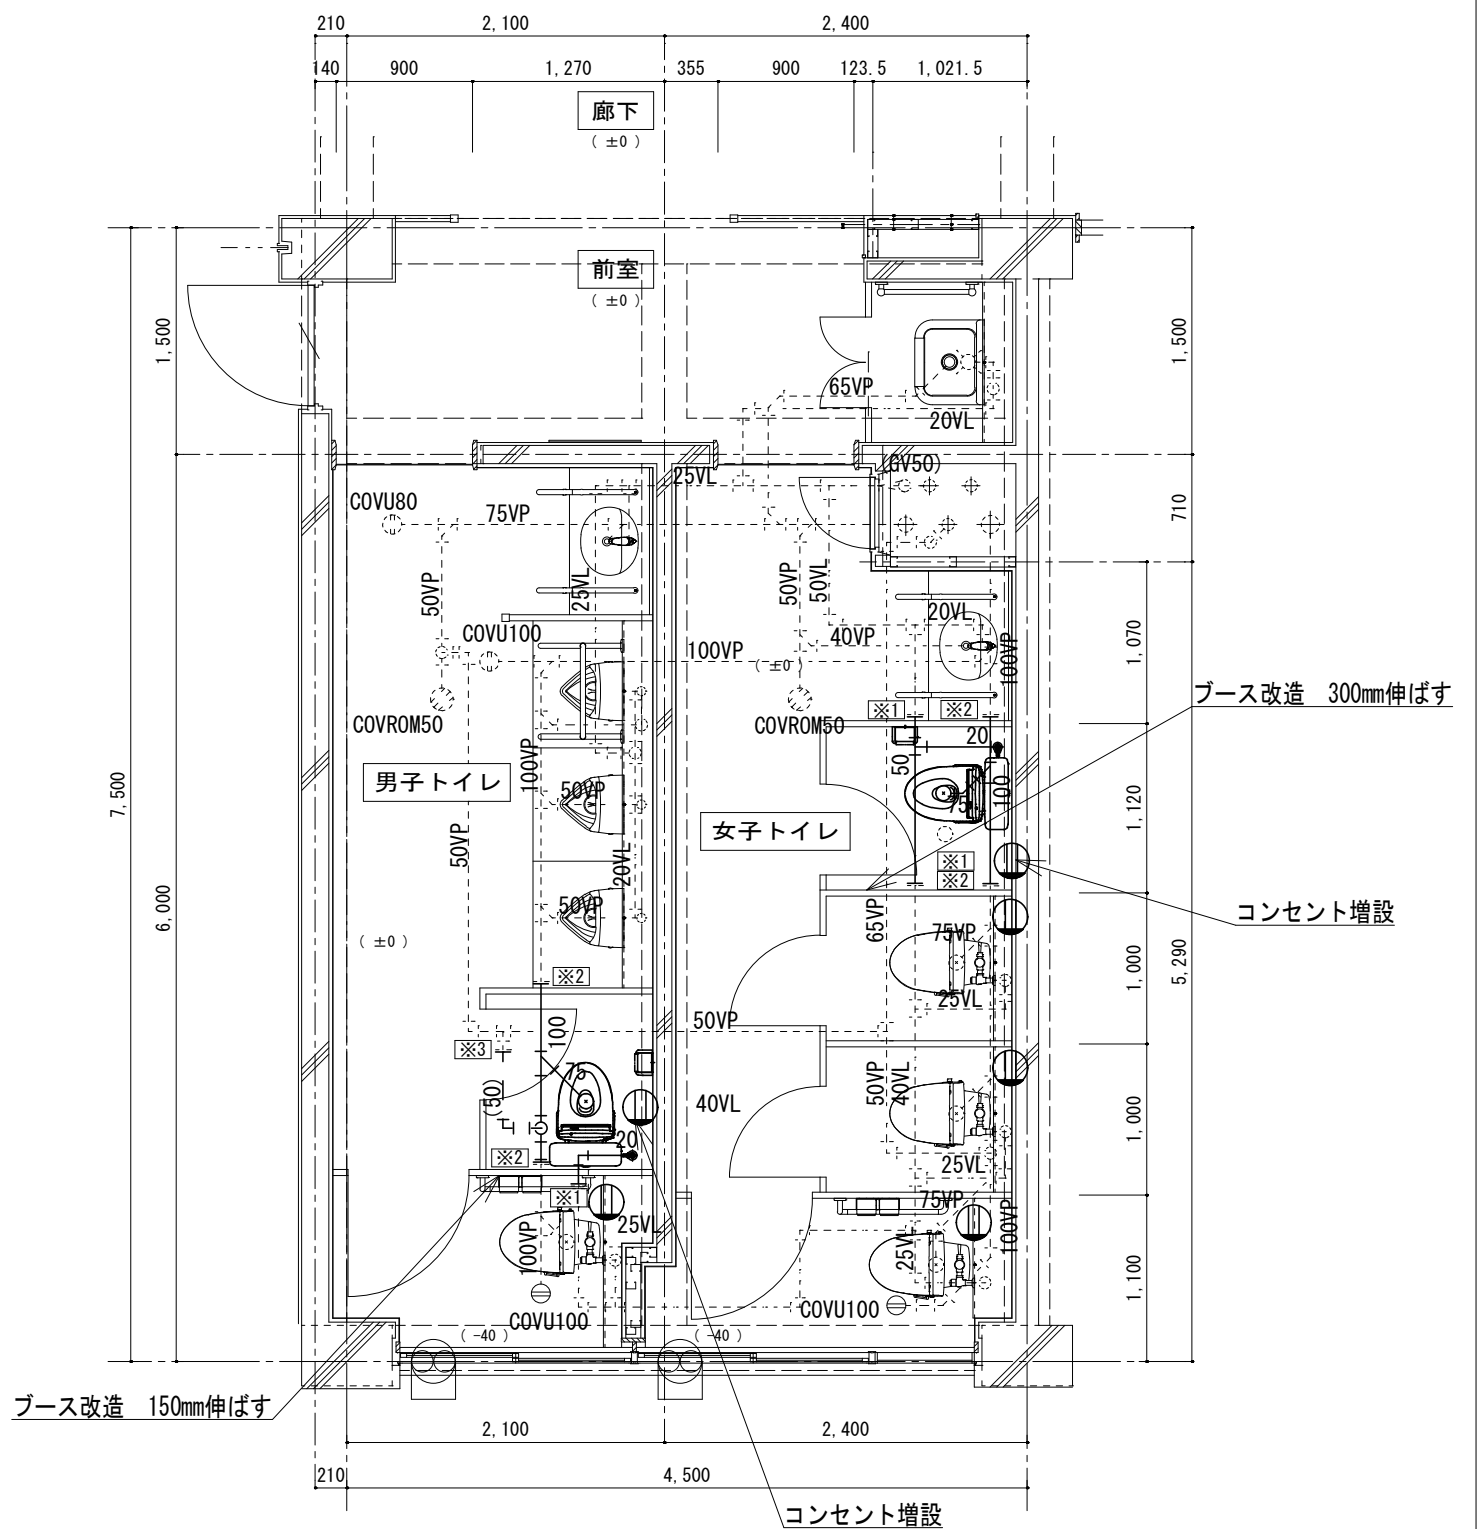 210
2,100
2,400
140
900
1,270
355
900
123.5
1,021.5
廊下
( ±0 )
前室
( ±0 )
1,500
1,500
65VP
20VL
(GV50)
25VL
COVU80
75VP
710
50VP
25VL
50VP
50VL
20VL
COVU100
40VP
100VP
( ±0 )
100VP
1,070
ブース改造 300mm伸ばす
COVROM50
COVROM50
※1
※2
20
50
7,500
男子トイレ
100VP
50VP
75
100
1,120
女子トイレ
50VP
20VL
※1
※2
6,000
50VP
65VP
コンセント増設
75VP
( ±0 )
1,000
5,290
※2
25VL
50VP
100
※3
75
(50)
50VP
40VL
40VL
1,000
20
※2
25VL
※1
75VP
25VL
100VP
25VL
100VP
1,100
COVU100
COVU100
( -40 )
( -40 )
ブース改造 150mm伸ばす
2,100
2,400
210
4,500
コンセント増設